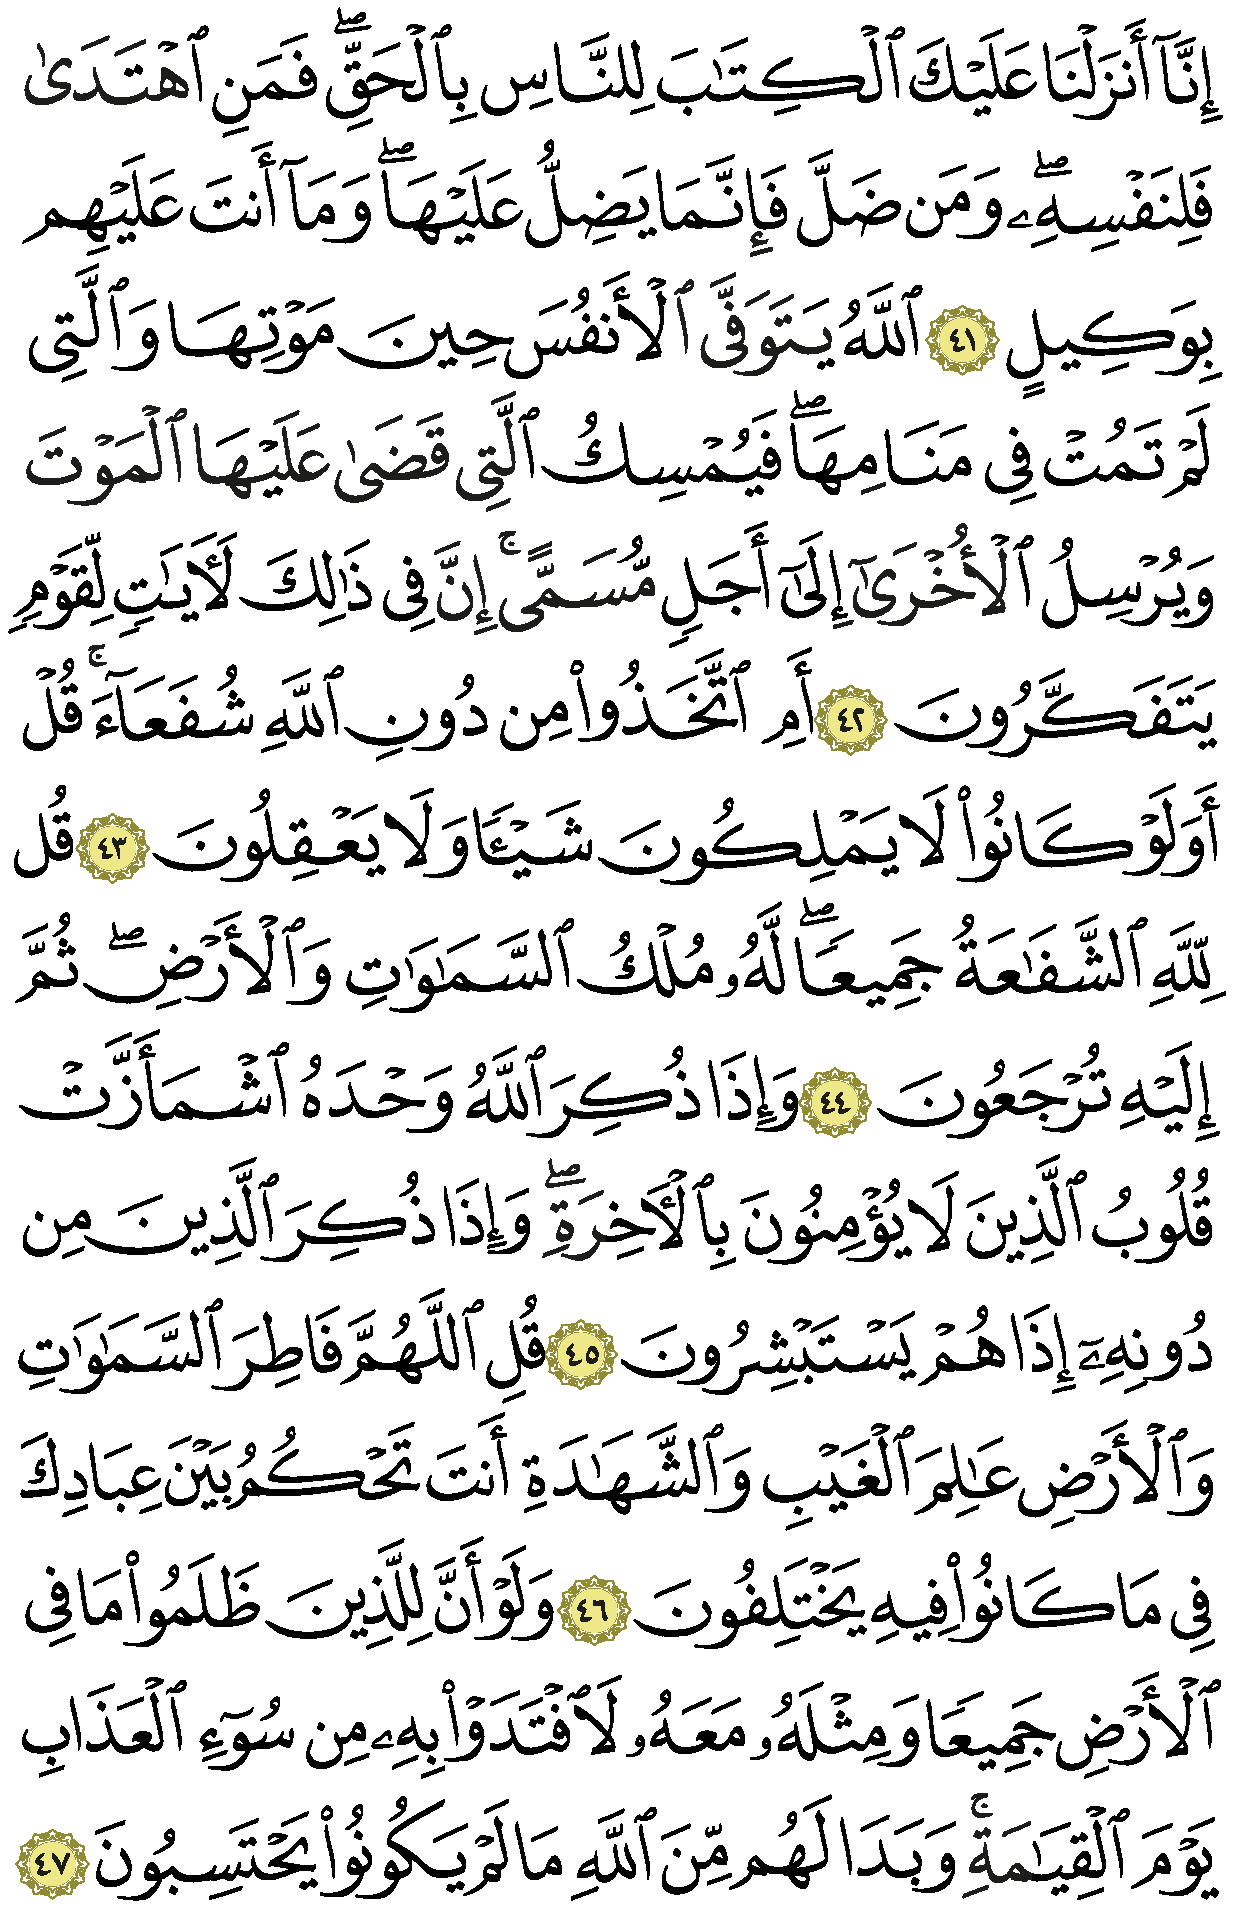 إِنَّآ أَنزَلْنَا عَلَيْكَ ٱلْكِتَٰبَ لِلنَّاسِ بِٱلْحَقِّ ۖ فَمَنِ ٱهْتَدَىٰ
فَلِنَفْسِهِۦ ۖ وَمَن ضَلَّ فَإِنَّمَا يَضِلُّ عَلَيْهَا ۖ وَمَآ أَنتَ عَلَيْهِم
بِوَكِيلٍ ٤١ ٱللَّهُ يَتَوَفَّى ٱلْأَنفُسَ حِينَ مَوْتِهَا وَٱلَّتِى
لَمْ تَمُتْ فِى مَنَامِهَا ۖ فَيُمْسِكُ ٱلَّتِى قَضَىٰ عَلَيْهَا ٱلْمَوْتَ
وَيُرْسِلُ ٱلْأُخْرَىٰٓ إِلَىٰٓ أَجَلٍ مُّسَمًّى ۚ إِنَّ فِى ذَٰلِكَ لَءَايَٰتٍ لِّقَوْمٍ
يَتَفَكَّرُونَ ٤٢ أَمِ ٱتَّخَذُوا۟ مِن دُونِ ٱللَّهِ شُفَعَآءَ ۚ قُلْ
أَوَلَوْ كَانُوا۟ لَا يَمْلِكُونَ شَيْـًٔا وَلَا يَعْقِلُونَ ٤٣ قُل
لِّلَّهِ ٱلشَّفَٰعَةُ جَمِيعًا ۖ لَّهُۥ مُلْكُ ٱلسَّمَٰوَٰتِ وَٱلْأَرْضِ ۖ ثُمَّ
إِلَيْهِ تُرْجَعُونَ ٤٤ وَإِذَا ذُكِرَ ٱللَّهُ وَحْدَهُ ٱشْمَأَزَّتْ
قُلُوبُ ٱلَّذِينَ لَا يُؤْمِنُونَ بِٱلْءَاخِرَةِ ۖ وَإِذَا ذُكِرَ ٱلَّذِينَ مِن
دُونِهِۦٓ إِذَا هُمْ يَسْتَبْشِرُونَ ٤٥ قُلِ ٱللَّهُمَّ فَاطِرَ ٱلسَّمَٰوَٰتِ
وَٱلْأَرْضِ عَٰلِمَ ٱلْغَيْبِ وَٱلشَّهَٰدَةِ أَنتَ تَحْكُمُ بَيْنَ عِبَادِكَ
فِى مَا كَانُوا۟ فِيهِ يَخْتَلِفُونَ ٤٦ وَلَوْ أَنَّ لِلَّذِينَ ظَلَمُوا۟ مَا فِى
ٱلْأَرْضِ جَمِيعًا وَمِثْلَهُۥ مَعَهُۥ لَٱفْتَدَوْا۟ بِهِۦ مِن سُوٓءِ ٱلْعَذَابِ
يَوْمَ ٱلْقِيَٰمَةِ ۚ وَبَدَا لَهُم مِّنَ ٱللَّهِ مَا لَمْ يَكُونُوا۟ يَحْتَسِبُونَ ٤٧